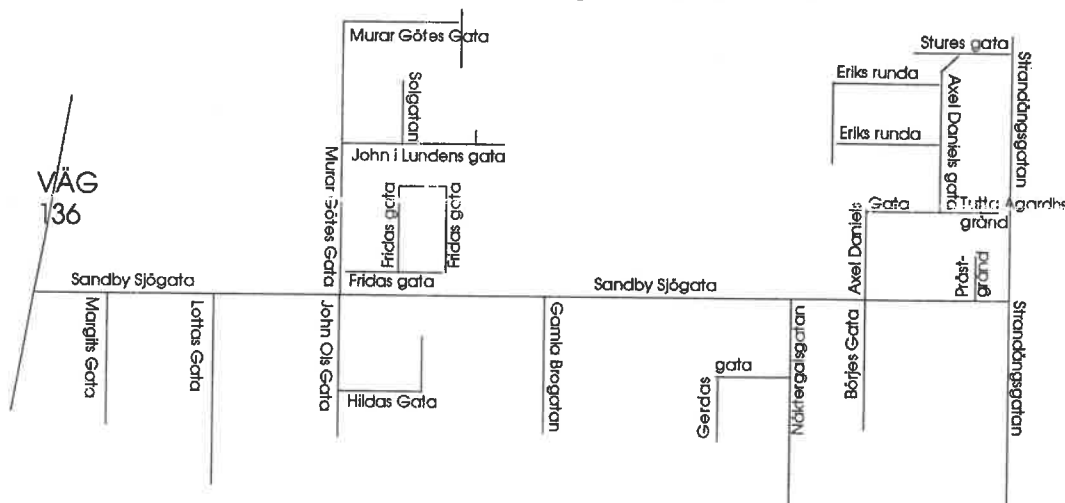 Murar Götes Gata
Stures gata
Eriks runda
Solgatan
Axel Daniels gata
Strandängsgatan
Eriks runda
John i Lundens gata
VÄG
136
Murar Götes Gata
Fridas gata
Fridas gata
Axel Daniels
Gata
Tutta Agardhs
gränd
Fridas gata
Präst-
gränd
Sandby Sjögata
Sandby Sjögata
Margits Gata
Lottas Gata
John Ols Gata
Gamla Brogatan
Näktergalsgatan
Börjes Gata
Strandängsgatan
Gerdas
gata
Hildas Gata